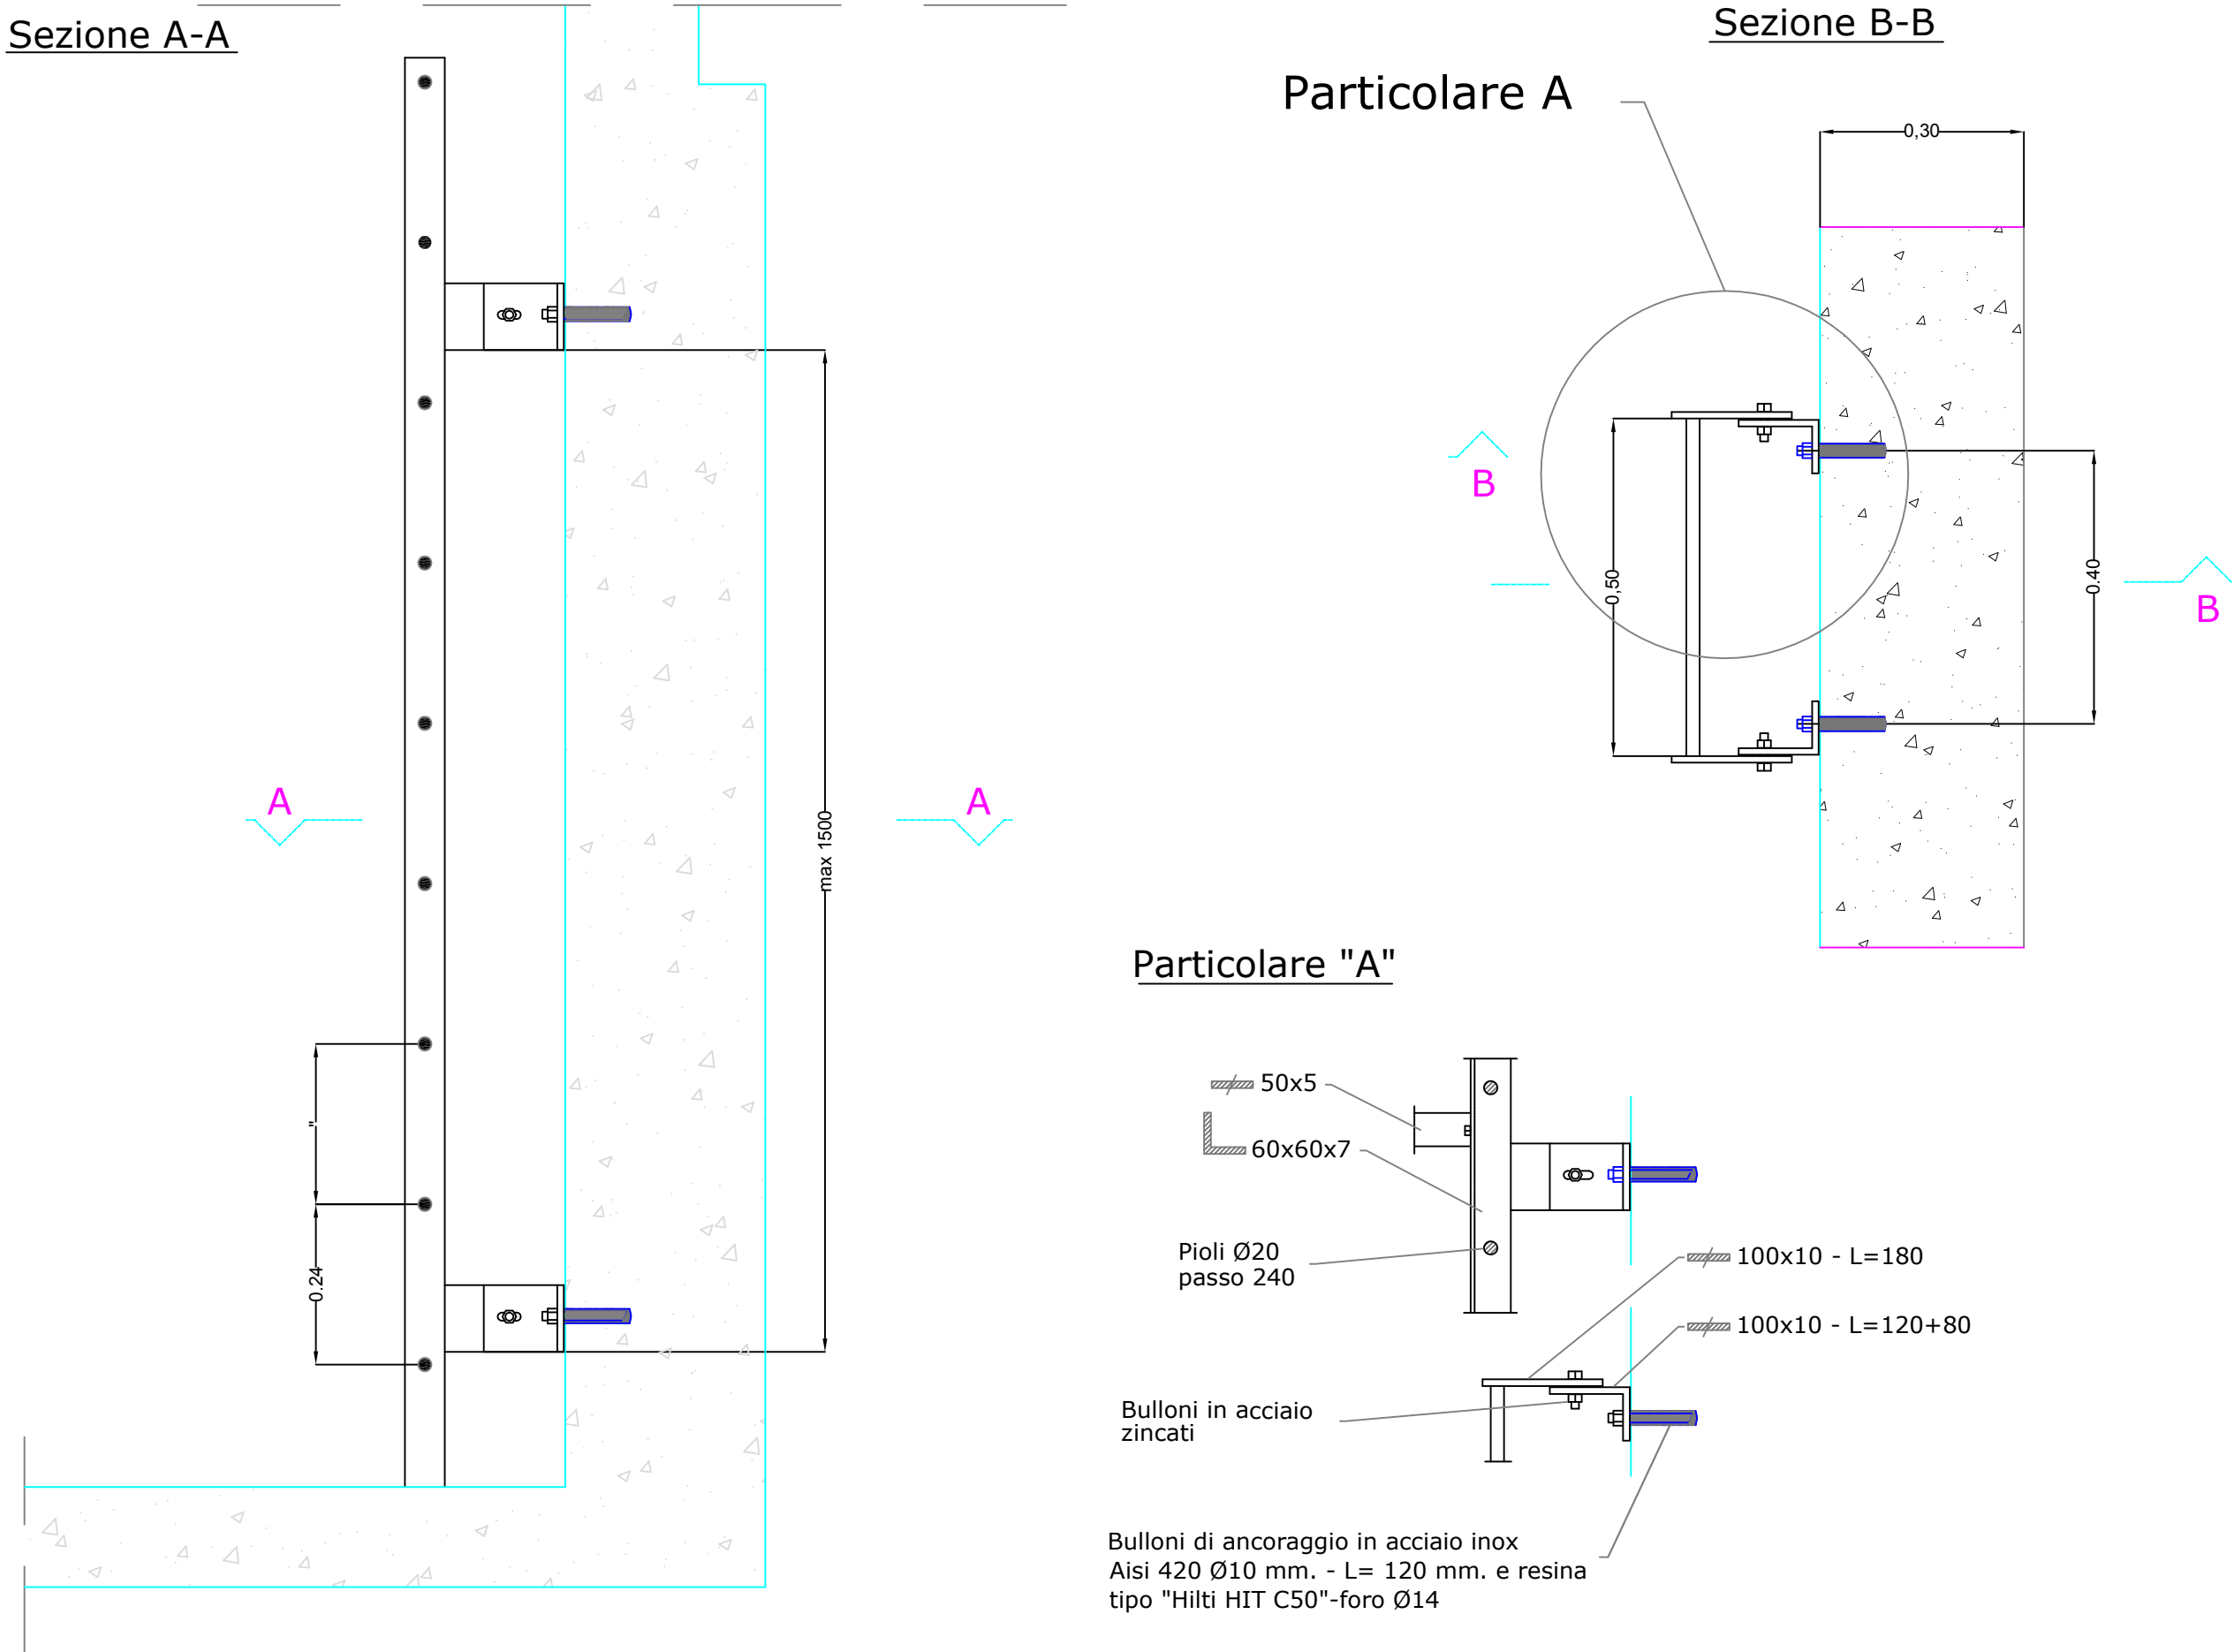 Sezione A-A
Sezione B-B
Particolare A
0,30
B
0,50
0.40
B
A
A
max 1500
Particolare "A"
"
0.24
50x5
60x60x7
Pioli Ø20
passo 240
100x10 - L=180
100x10 - L=120+80
Bulloni in acciaio
zincati
Bulloni di ancoraggio in acciaio inox
Aisi 420 Ø10 mm. - L= 120 mm. e resina
tipo "Hilti HIT C50"-foro Ø14